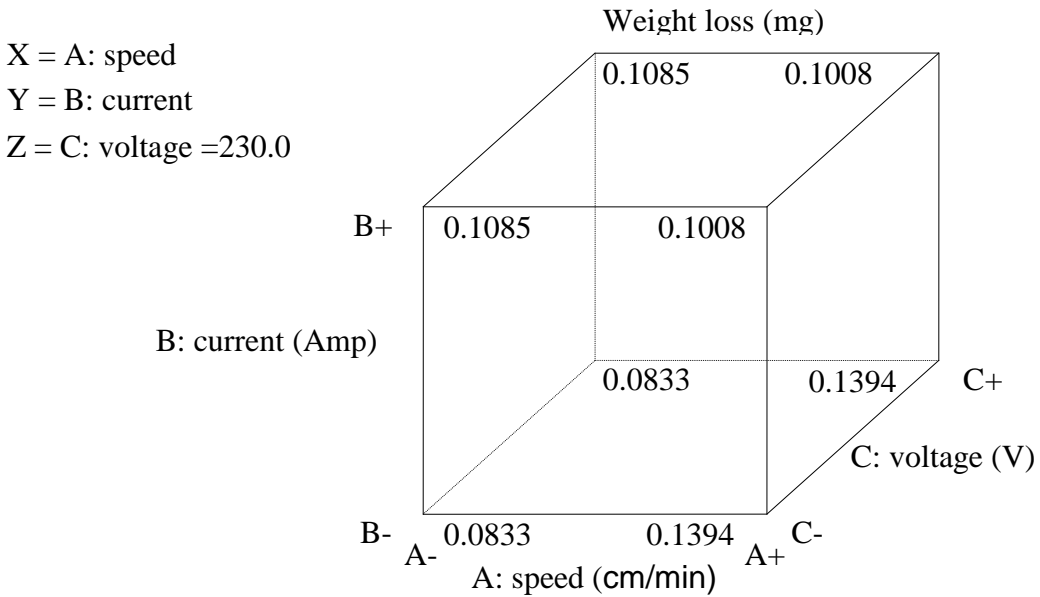 Weight loss (mg)
X = A: speed
Y = B: current
Z = C: voltage =230.0
0.1085 0.1008
B+ 0.1085 0.1008
B: current (Amp)
0.0833 0.1394 C+
C: voltage (V)
B- 0.0833 0.1394 C-
A- A+
A: speed (cm/min)